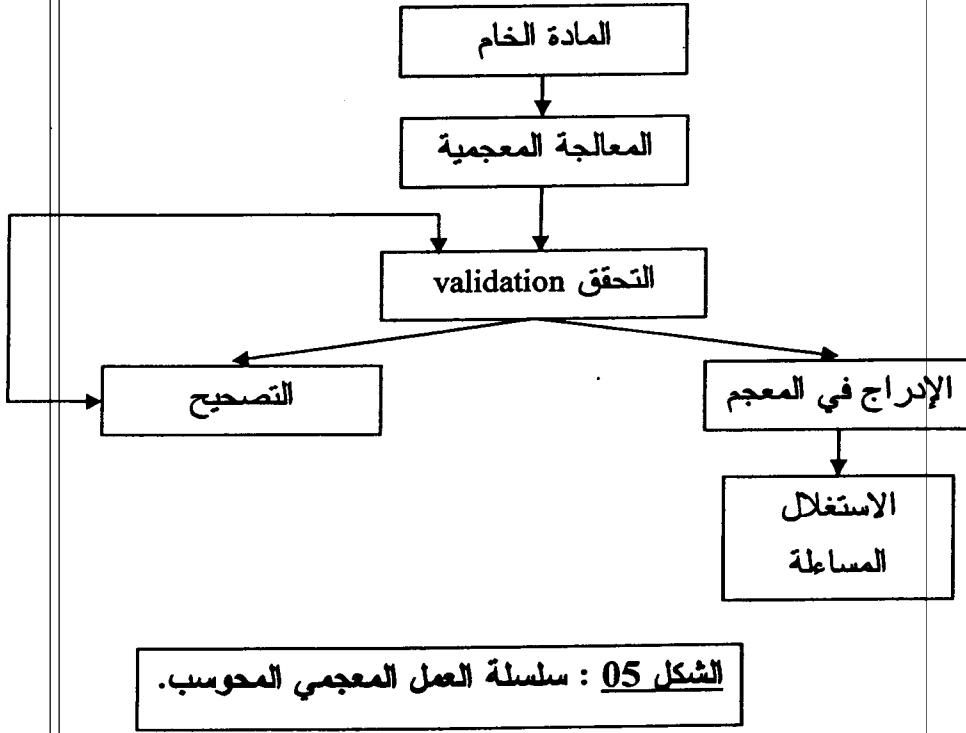 المادة الخام
المعالجة المعجمية
التحقق validation
الإدراج في المعجم
التصحيح
الاستغلال
المساءلة
الشكل 05 : سلسلة العمل المعجمي المحوسب.